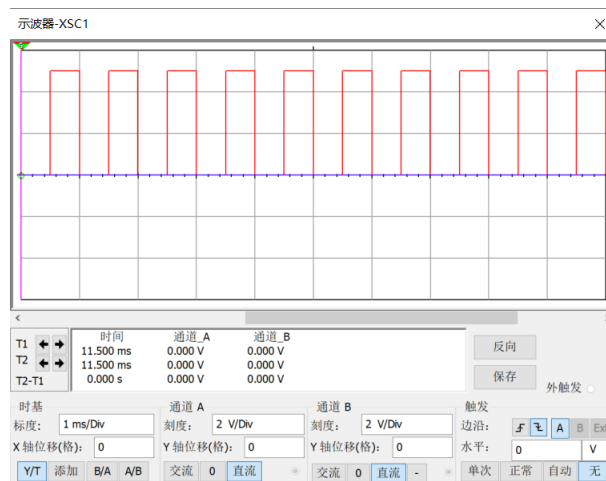 示波器-XSC1
时间 通道_A 通道_B
T1 11.500 ms 0.000 V 0.000 V
T2 11.500 ms 0.000 V 0.000 V
T2-T1 0.000 s 0.000 V 0.000 V
反向
保存
外触发
时基
标度: 1 ms/Div
X 轴位移(格): 0
Y/T 添加 B/A A/B
通道 A
刻度: 2 V/Div
Y 轴位移(格): 0
交流 0 直流
通道 B
刻度: 2 V/Div
Y 轴位移(格): 0
交流 0 直流 -
触发
边沿: A B Ext
水平: 0 V
单次 正常 自动 无